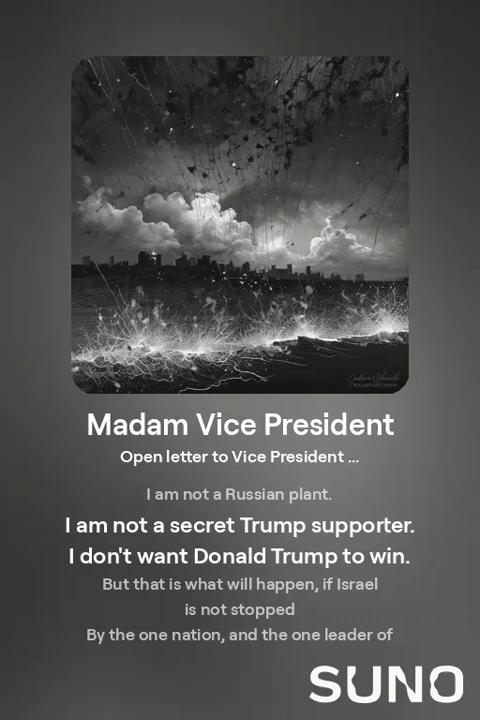 Madam Vice President
Open letter to Vice President ...
I am not a Russian plant.
I am not a secret Trump supporter.
I don't want Donald Trump to win.
But that is what will happen, if Israel
is not stopped
By the one nation, and the one leader of
SUNO